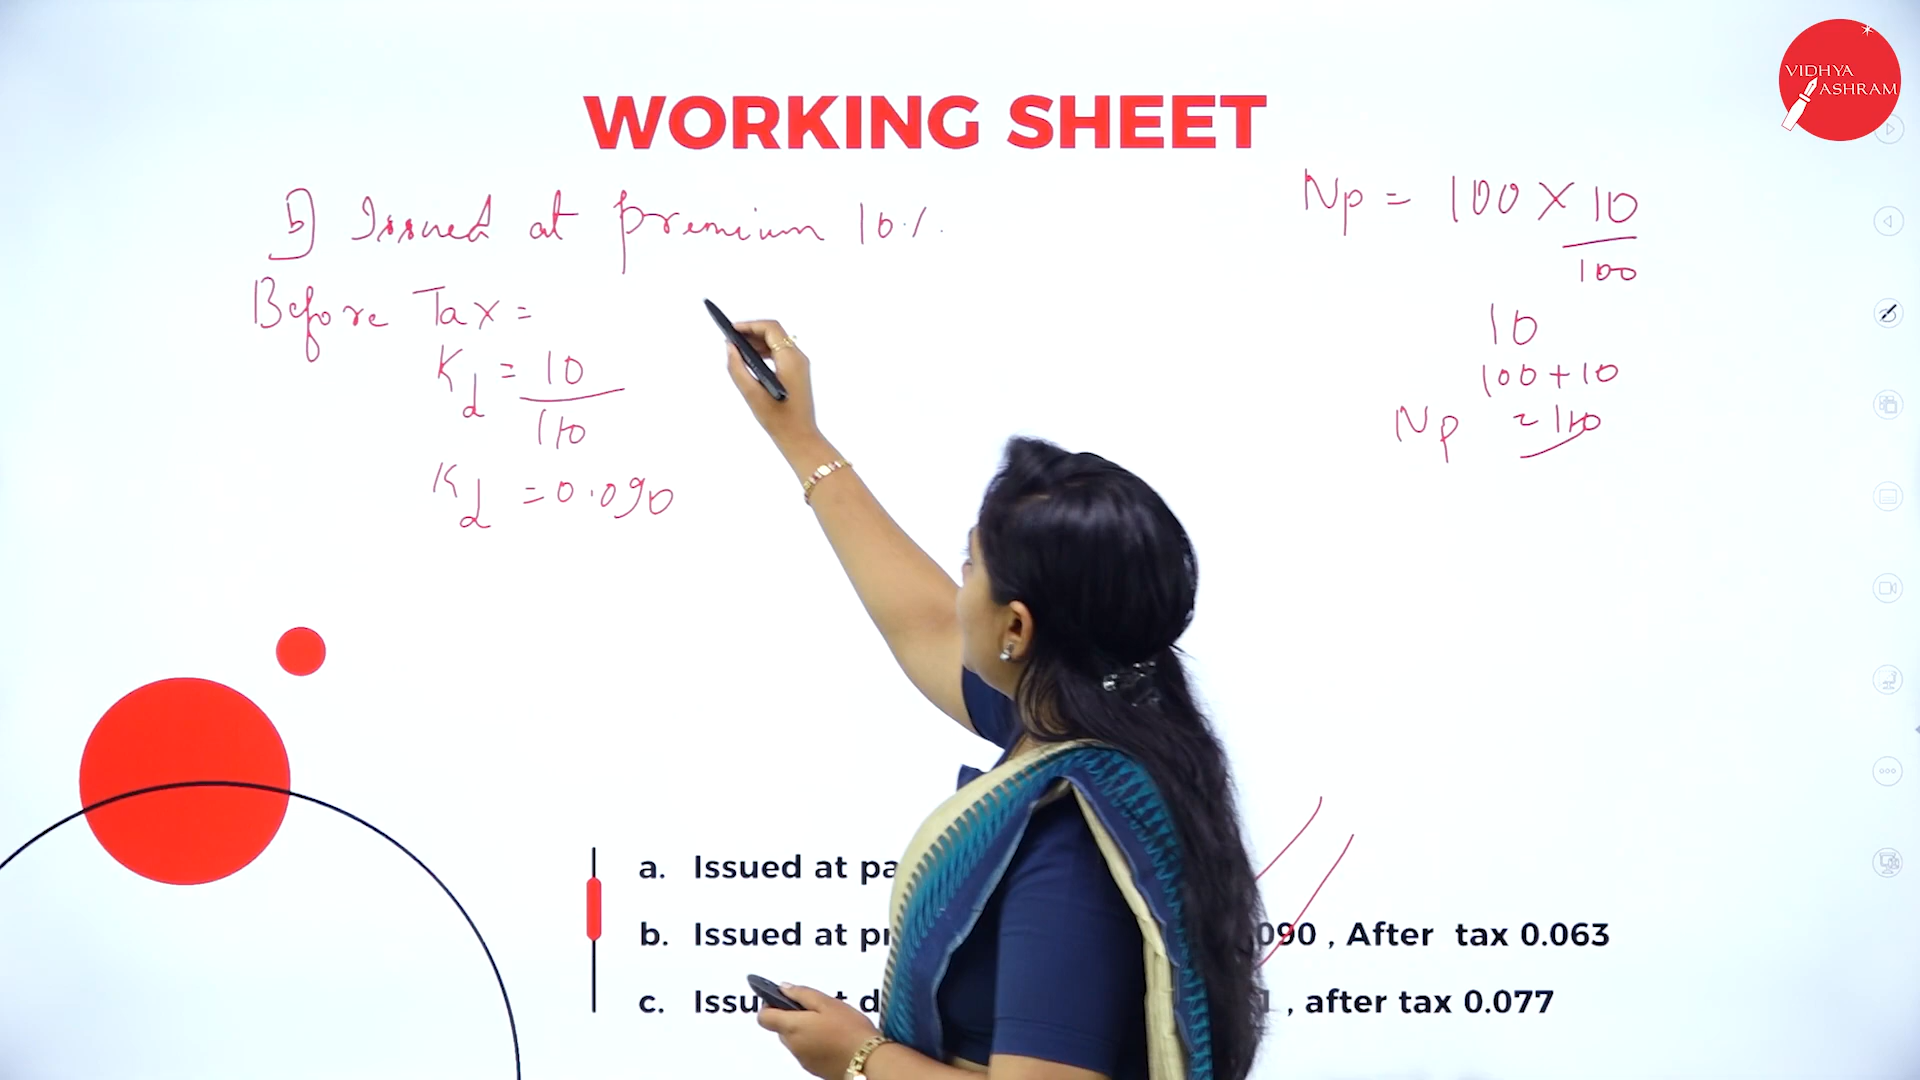 VIDHYA
ASHRAM
WORKING SHEET
b) Issued at premium 10%.
Before Tax =
Kd = 10
110
Kd = 0.090
Np = 100 × 10
100
10
100 + 10
Np = 110
a. Issued at pa
b. Issued at pr 090 , After tax 0.063
c. Issu t d 1 , after tax 0.077